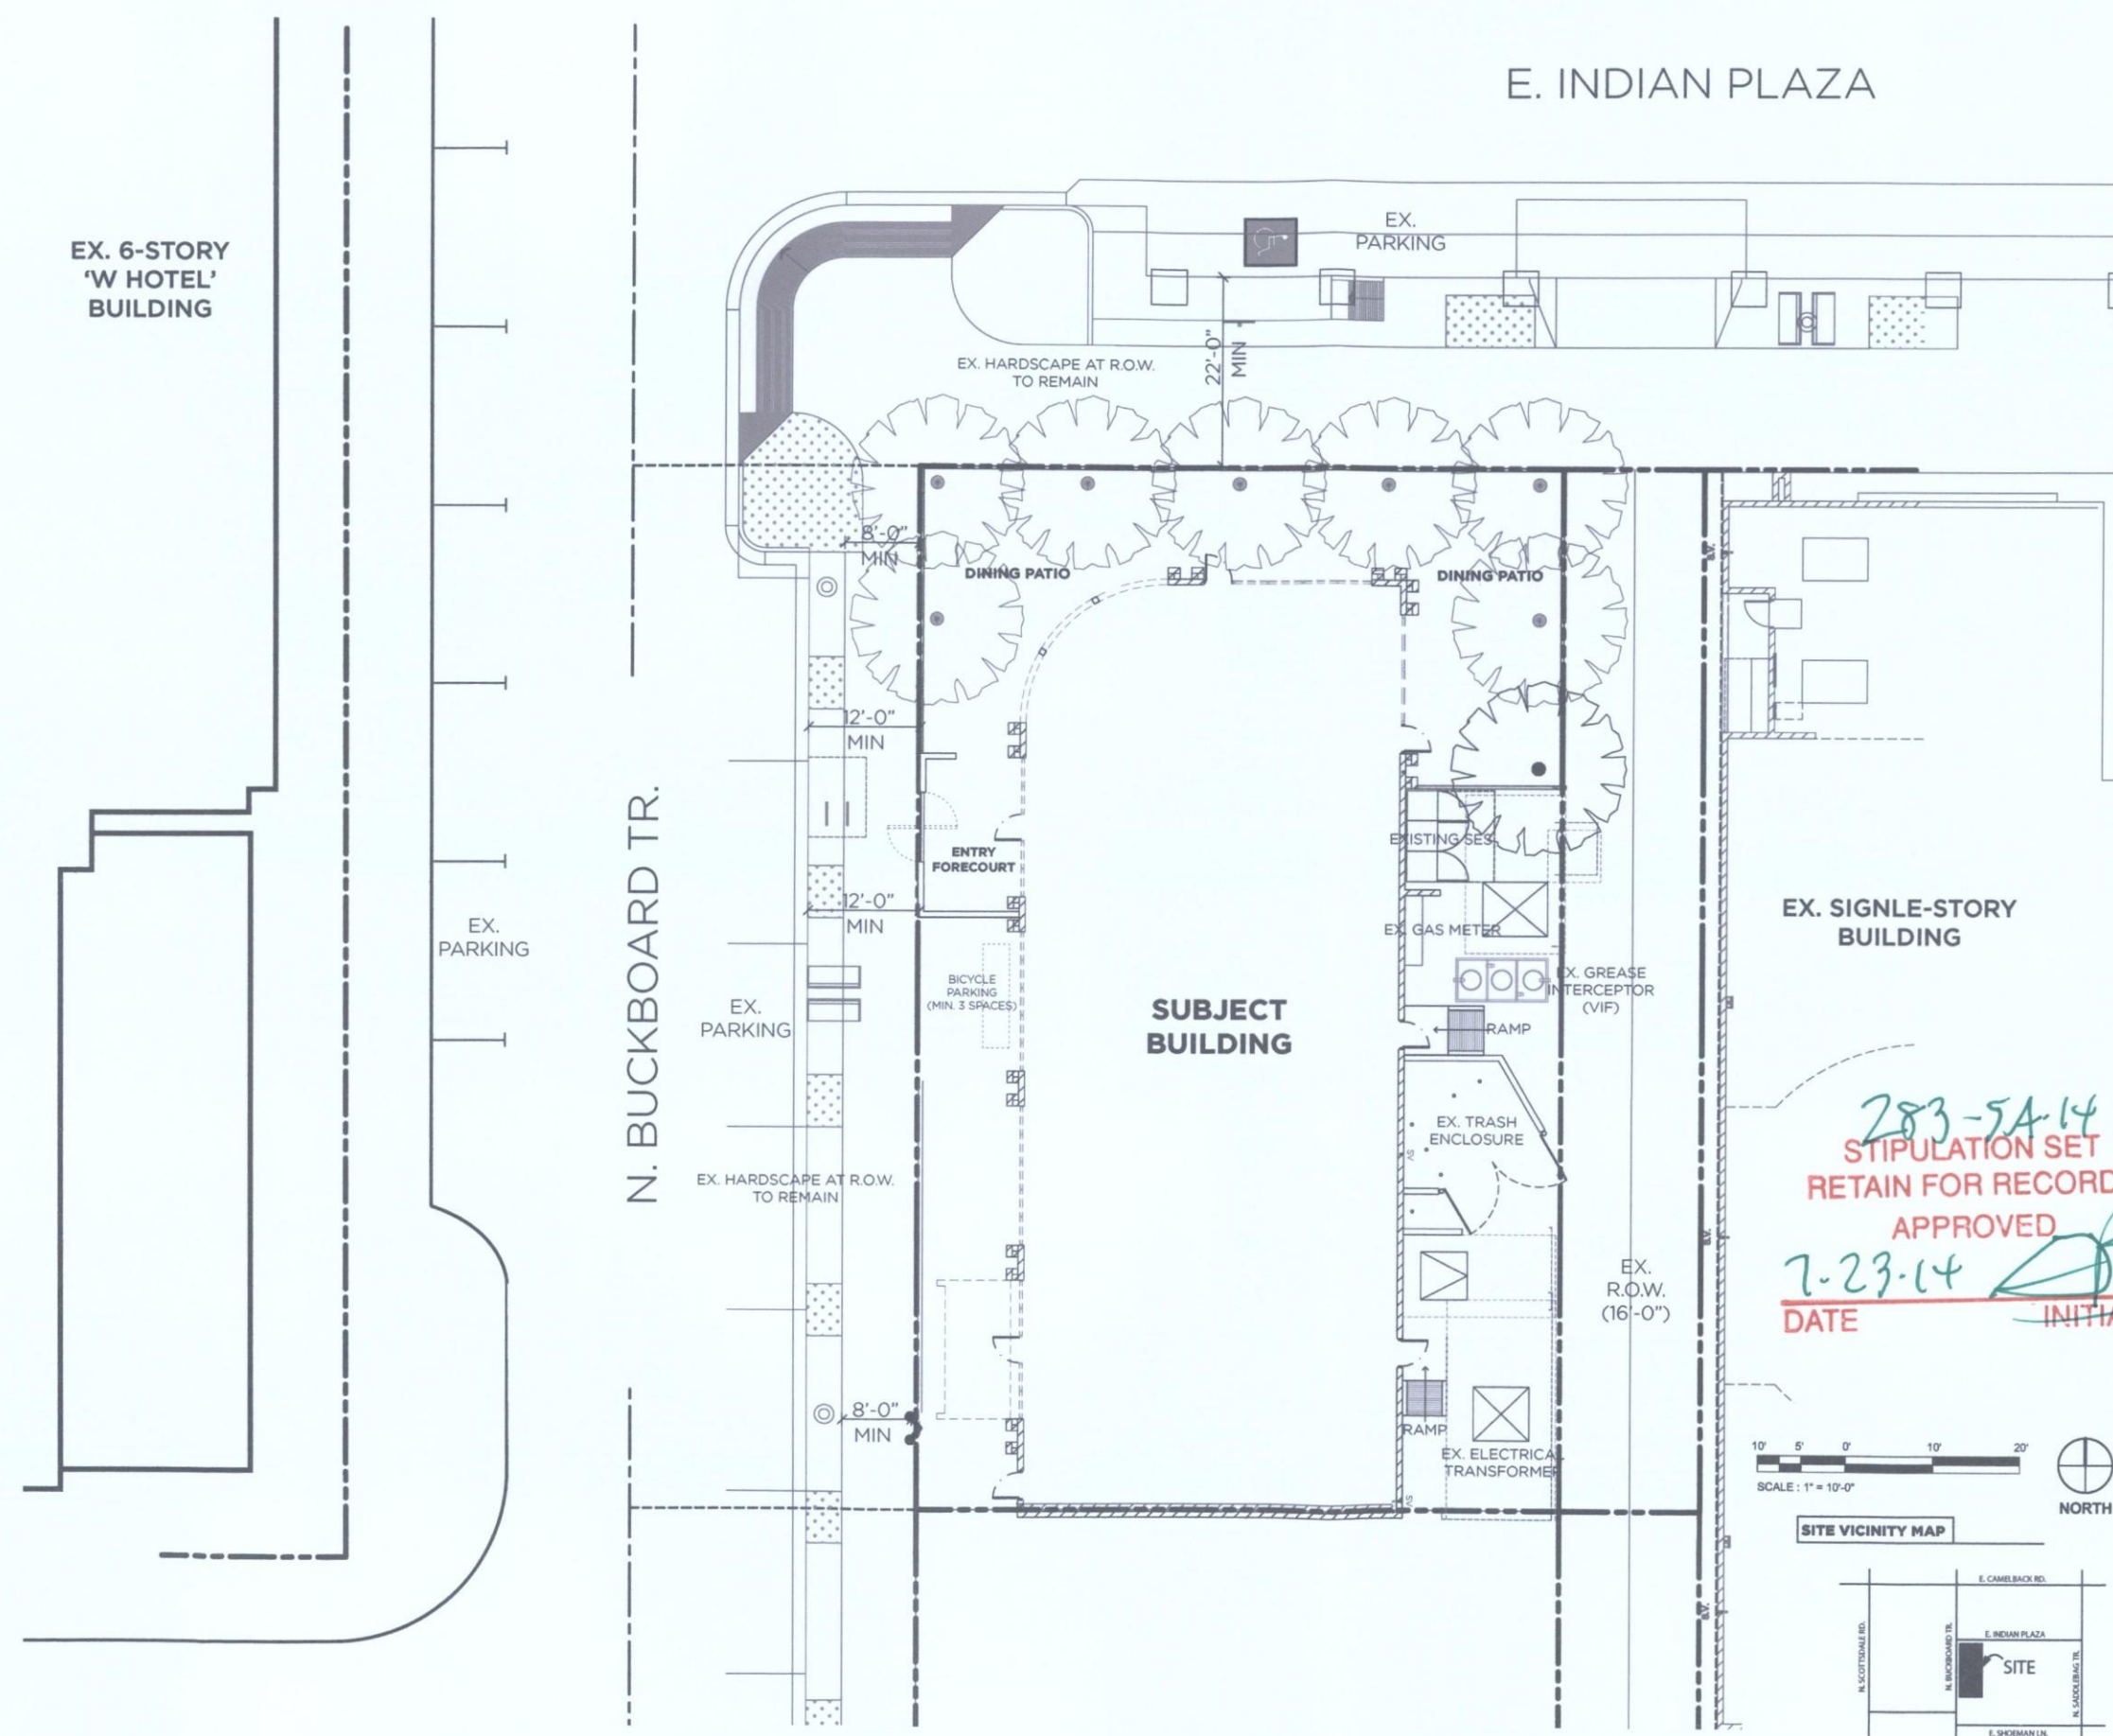 E. INDIAN PLAZA
EX. 6-STORY
‘W HOTEL’
BUILDING
EX.
PARKING
EX. HARDSCAPE AT R.O.W.
TO REMAIN
22'-0"
MIN
8'-0"
MIN
DINING PATIO
DINING PATIO
B.V.
12'-0"
MIN
N. BUCKBOARD TR.
ENTRY
FORECOURT
EXISTING SES
12'-0"
MIN
EX.
PARKING
EX. GAS METER
EX. SIGNLE-STORY
BUILDING
BICYCLE
PARKING
(MIN. 3 SPACES)
EX. GREASE
INTERCEPTOR
(VIF)
EX.
PARKING
SUBJECT
BUILDING
RAMP
EX. TRASH
ENCLOSURE
SV
EX. HARDSCAPE AT R.O.W.
TO REMAIN
283-SA-14
STIPULATION SET
RETAIN FOR RECORD
APPROVED
7-23-14
DATE
INITIA
B.V.
EX.
R.O.W.
(16'-0")
8'-0"
MIN
RAMP
EX. ELECTRICAL
TRANSFORMER
SV
10' 5' 0' 10' 20'
SCALE : 1" = 10'-0"
NORTH
SITE VICINITY MAP
B.V.
E. CAMELBACK RD.
N. SCOTTSDALE RD.
N. BUCKBOARD TR.
E. INDIAN PLAZA
SITE
N. SADDLEBAG TR.
E. SHOEMAN LN.